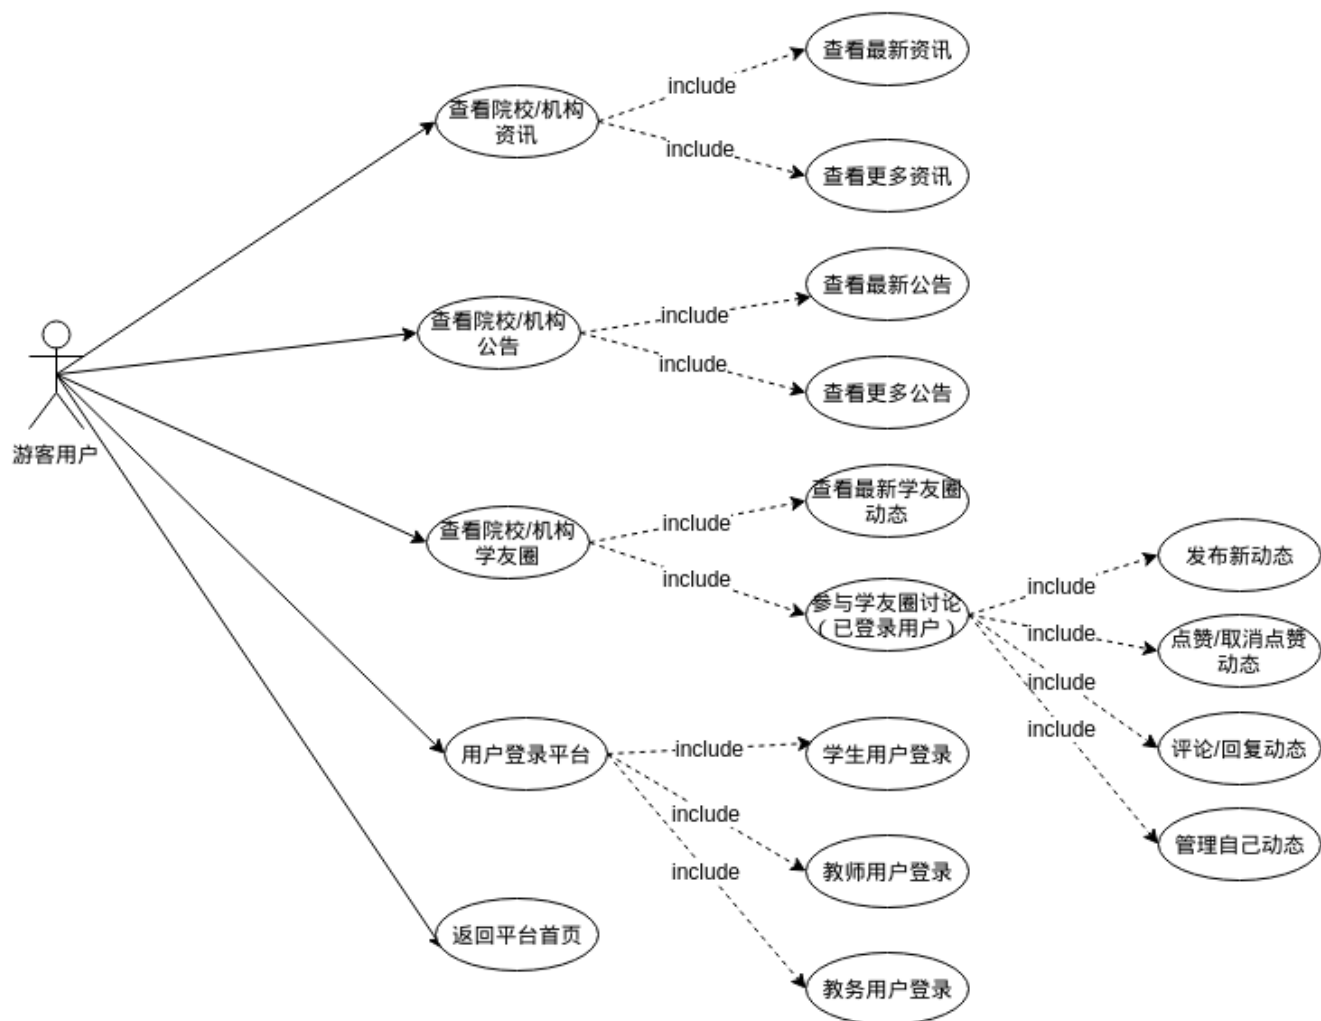 查看最新资讯
include
查看院校/机构
资讯
include
查看更多资讯
查看最新公告
include
查看院校/机构
公告
include
查看更多公告
游客用户
查看最新学友圈
动态
include
查看院校/机构
学友圈
include
参与学友圈讨论
（已登录用户）
发布新动态
include
include
点赞/取消点赞
动态
include
include
评论/回复动态
管理自己动态
用户登录平台
include
学生用户登录
include
教师用户登录
include
教务用户登录
返回平台首页